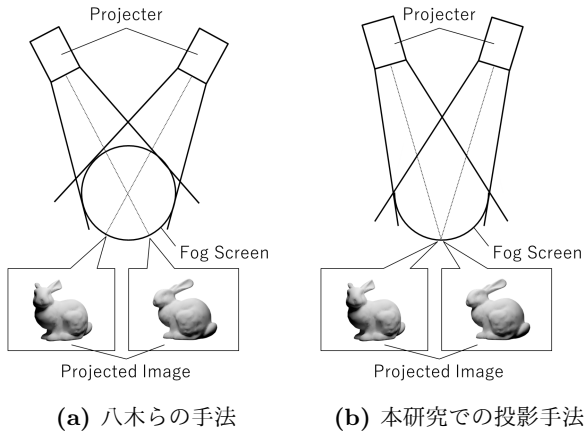 Projecter
Fog Screen
Projected Image
(a) 八木らの手法
Projecter
Fog Screen
Projected Image
(b) 本研究での投影手法